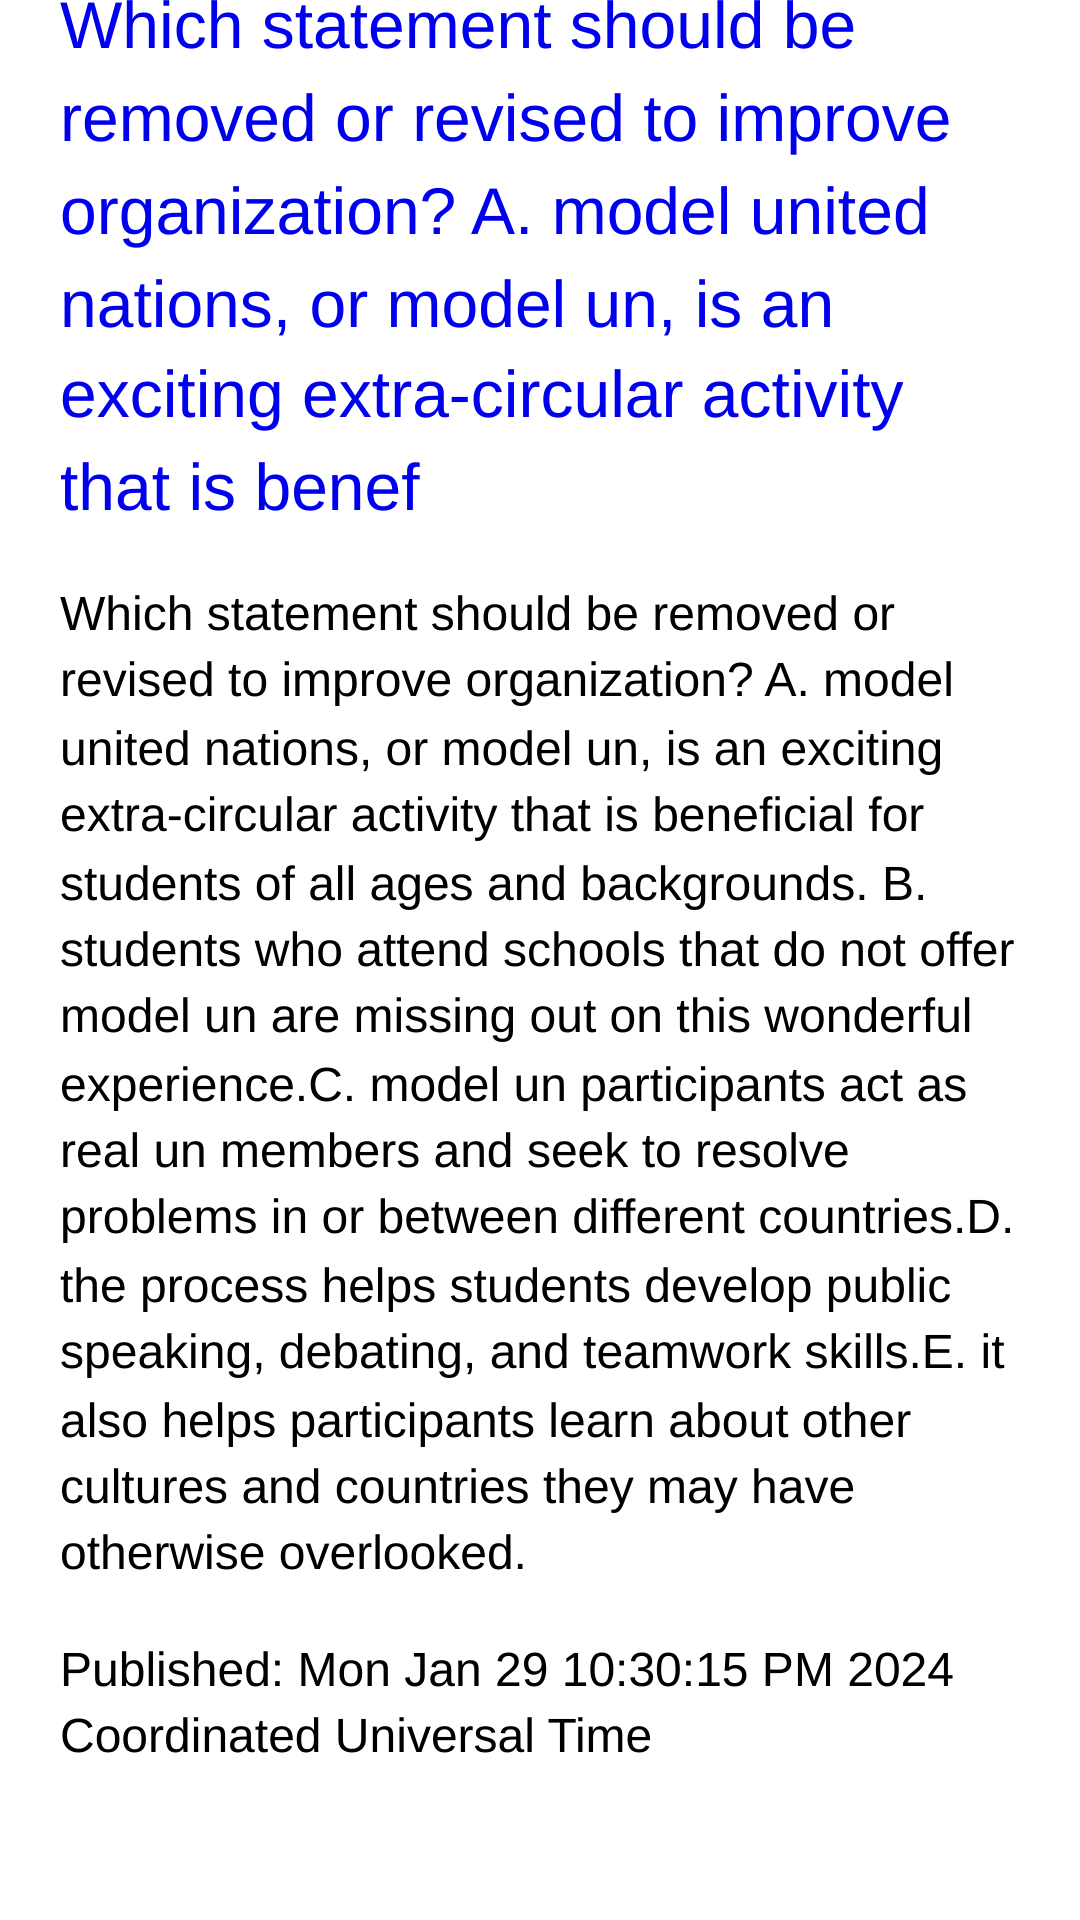 Which statement should be
removed or revised to improve
organization? A. model united
nations, or model un, is an
exciting extra-circular activity
that is benef
Which statement should be removed or
revised to improve organization? A. model
united nations, or model un, is an exciting
extra-circular activity that is beneficial for
students of all ages and backgrounds. B.
students who attend schools that do not offer
model un are missing out on this wonderful
experience.C. model un participants act as
real un members and seek to resolve
problems in or between different countries.D.
the process helps students develop public
speaking, debating, and teamwork skills.E. it
also helps participants learn about other
cultures and countries they may have
otherwise overlooked.
Published: Mon Jan 29 10:30:15 PM 2024
Coordinated Universal Time